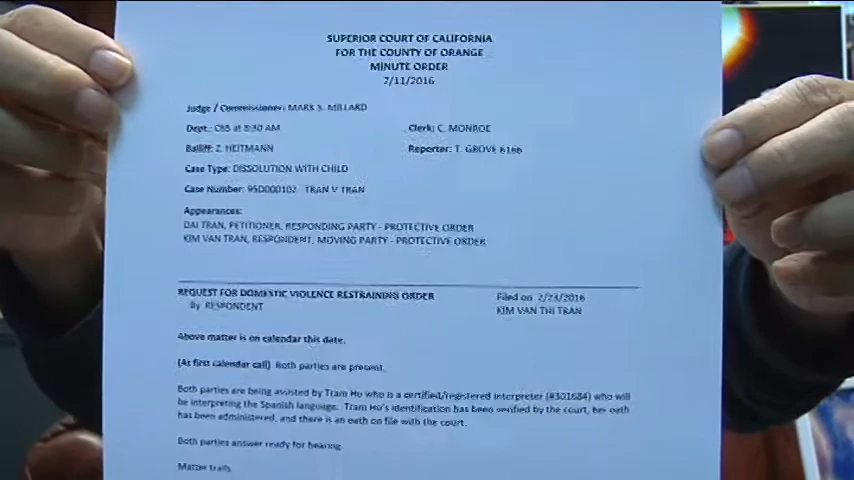 SUPERIOR COURT OF CALIFORNIA
FOR THE COUNTY OF ORANGE
MINUTE ORDER
7/11/2016
Judge / Commissioner: MARK S. MILLARD
Dept.: C65 at 8:30 AM
Clerk: C. MONROE
Bailiff: Z. HEITMANN
Reporter: T. GROVE 6166
Case Type: DISSOLUTION WITH CHILD
Case Number: 95D000102 TRAN V TRAN
Appearances:
DAI TRAN, PETITIONER, RESPONDING PARTY - PROTECTIVE ORDER
KIM VAN TRAN, RESPONDENT, MOVING PARTY - PROTECTIVE ORDER
REQUEST FOR DOMESTIC VIOLENCE RESTRAINING ORDER
Filed on 2/23/2016
By RESPONDENT
KIM VAN THI TRAN
Above matter is on calendar this date.
(At first calendar call) Both parties are present.
Both parties are being assisted by Tram Ho who is a certified/registered interpreter (#301684) who will
be interpreting the Spanish language. Tram Ho's identification has been verified by the court, her oath
has been administered, and there is an oath on file with the court.
Both parties answer ready for hearing.
Matter trails.